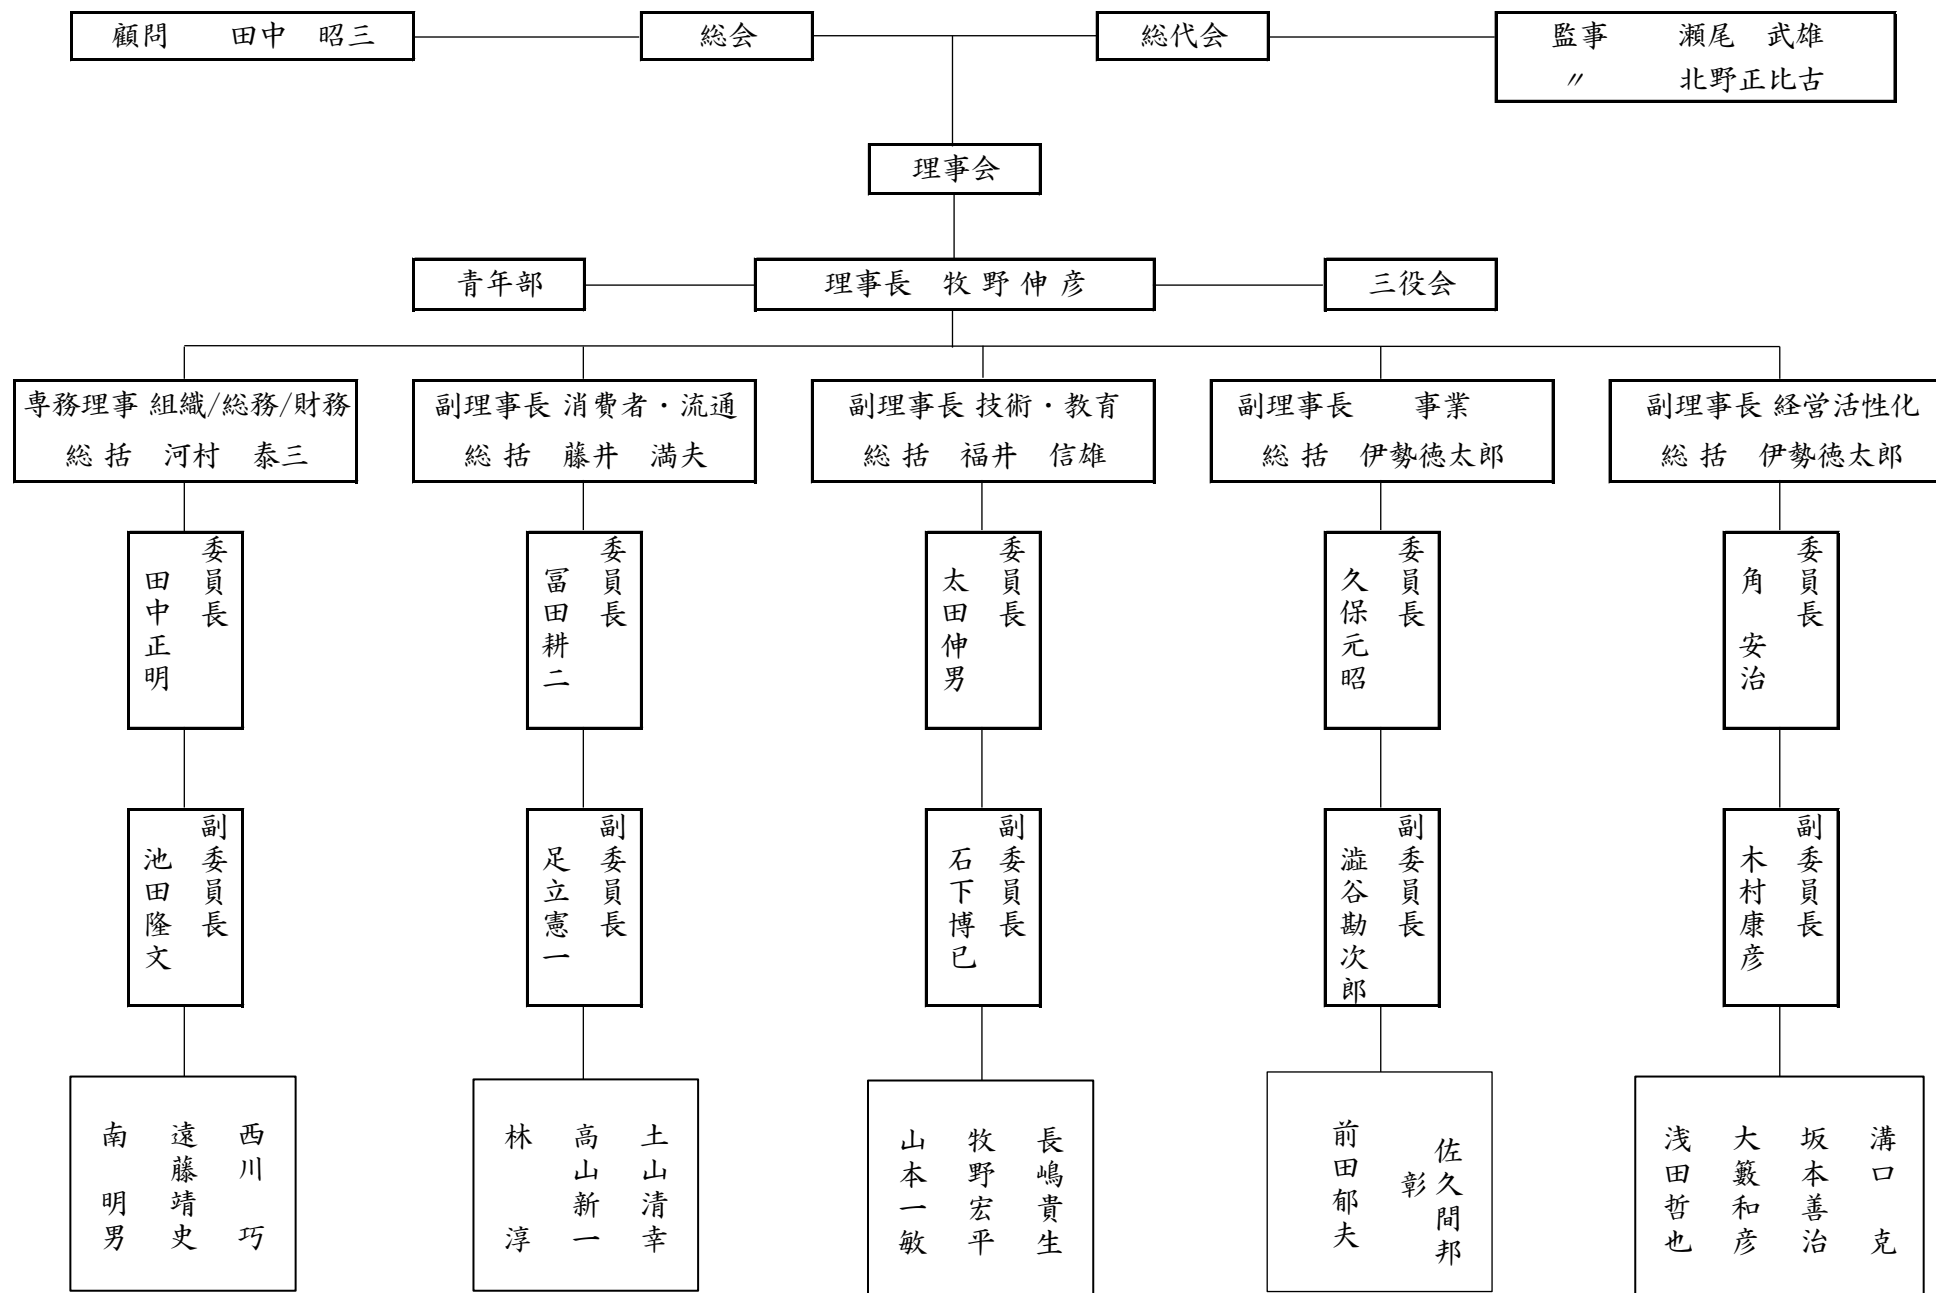 顧問　田中　昭三
総会
総代会
監事　瀬尾　武雄
〃　北野正比古
理事会
青年部
理事長　牧 野 伸 彦
三役会
専務理事 組織/総務/財務
総 括　河村　泰三
副理事長 消費者・流通
総 括　藤井　満夫
副理事長 技術・教育
総 括　福井　信雄
副理事長　事業
総 括　伊勢徳太郎
副理事長 経営活性化
総 括　伊勢徳太郎
委員長
田中正明
委員長
冨田耕二
委員長
太田伸男
委員長
久保元昭
委員長
角　安治
副委員長
池田隆文
副委員長
足立憲一
副委員長
石下博已
副委員長
澁谷勘次郎
副委員長
木村康彦
西川　巧
遠藤靖史
南　明男
土山清幸
高山新一
林　淳
長嶋貴生
牧野宏平
山本一敏
佐久間邦
彰
前田郁夫
溝口　克
坂本善治
大籔和彦
浅田哲也